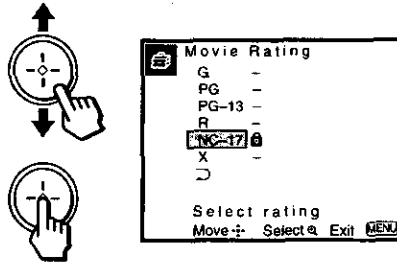 Movie Rating
G –
PG –
PG–13 –
R –
NC–17
X –
Select rating
Move Select Exit MENU